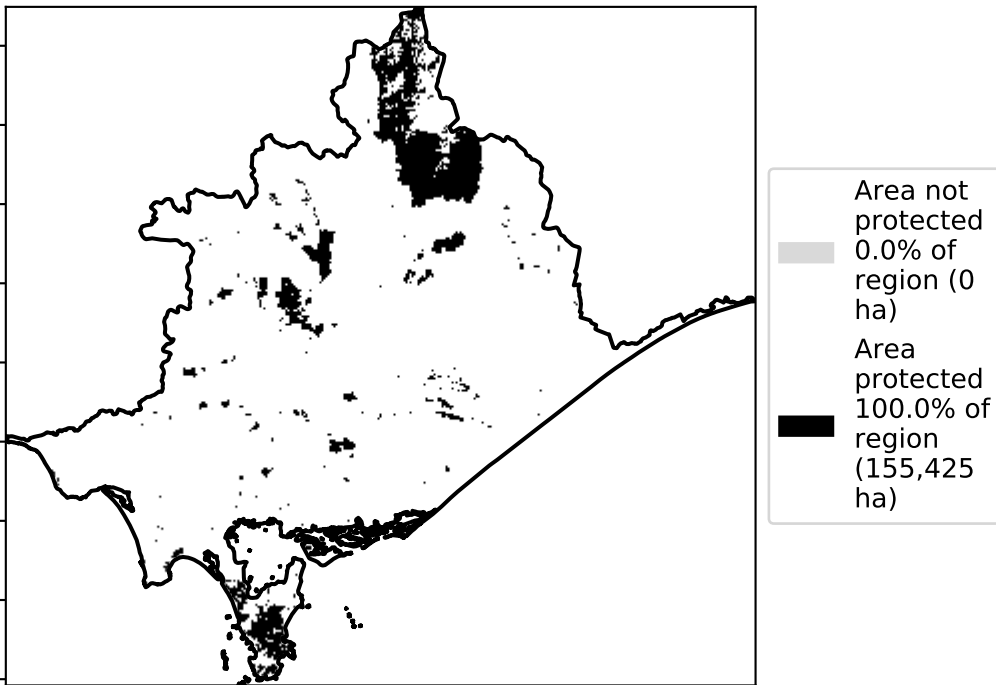 Area not
protected
0.0% of
region (0
ha)
Area
protected
100.0% of
region
(155,425
ha)